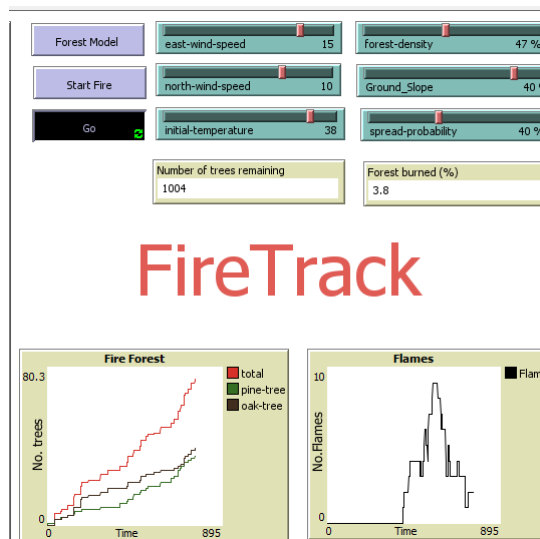 Forest Model
east-wind-speed 15
forest-density 47 %
Start Fire
north-wind-speed 10
Ground_Slope 40 %
Go
initial-temperature 38
spread-probability 40 %
Number of trees remaining
1004
Forest burned (%)
3.8
FireTrack
Fire Forest
80.3
No. trees
0
0
Time
895
total
pine-tree
oak-tree
Flames
10
No.Flames
0
0
Time
895
Flam